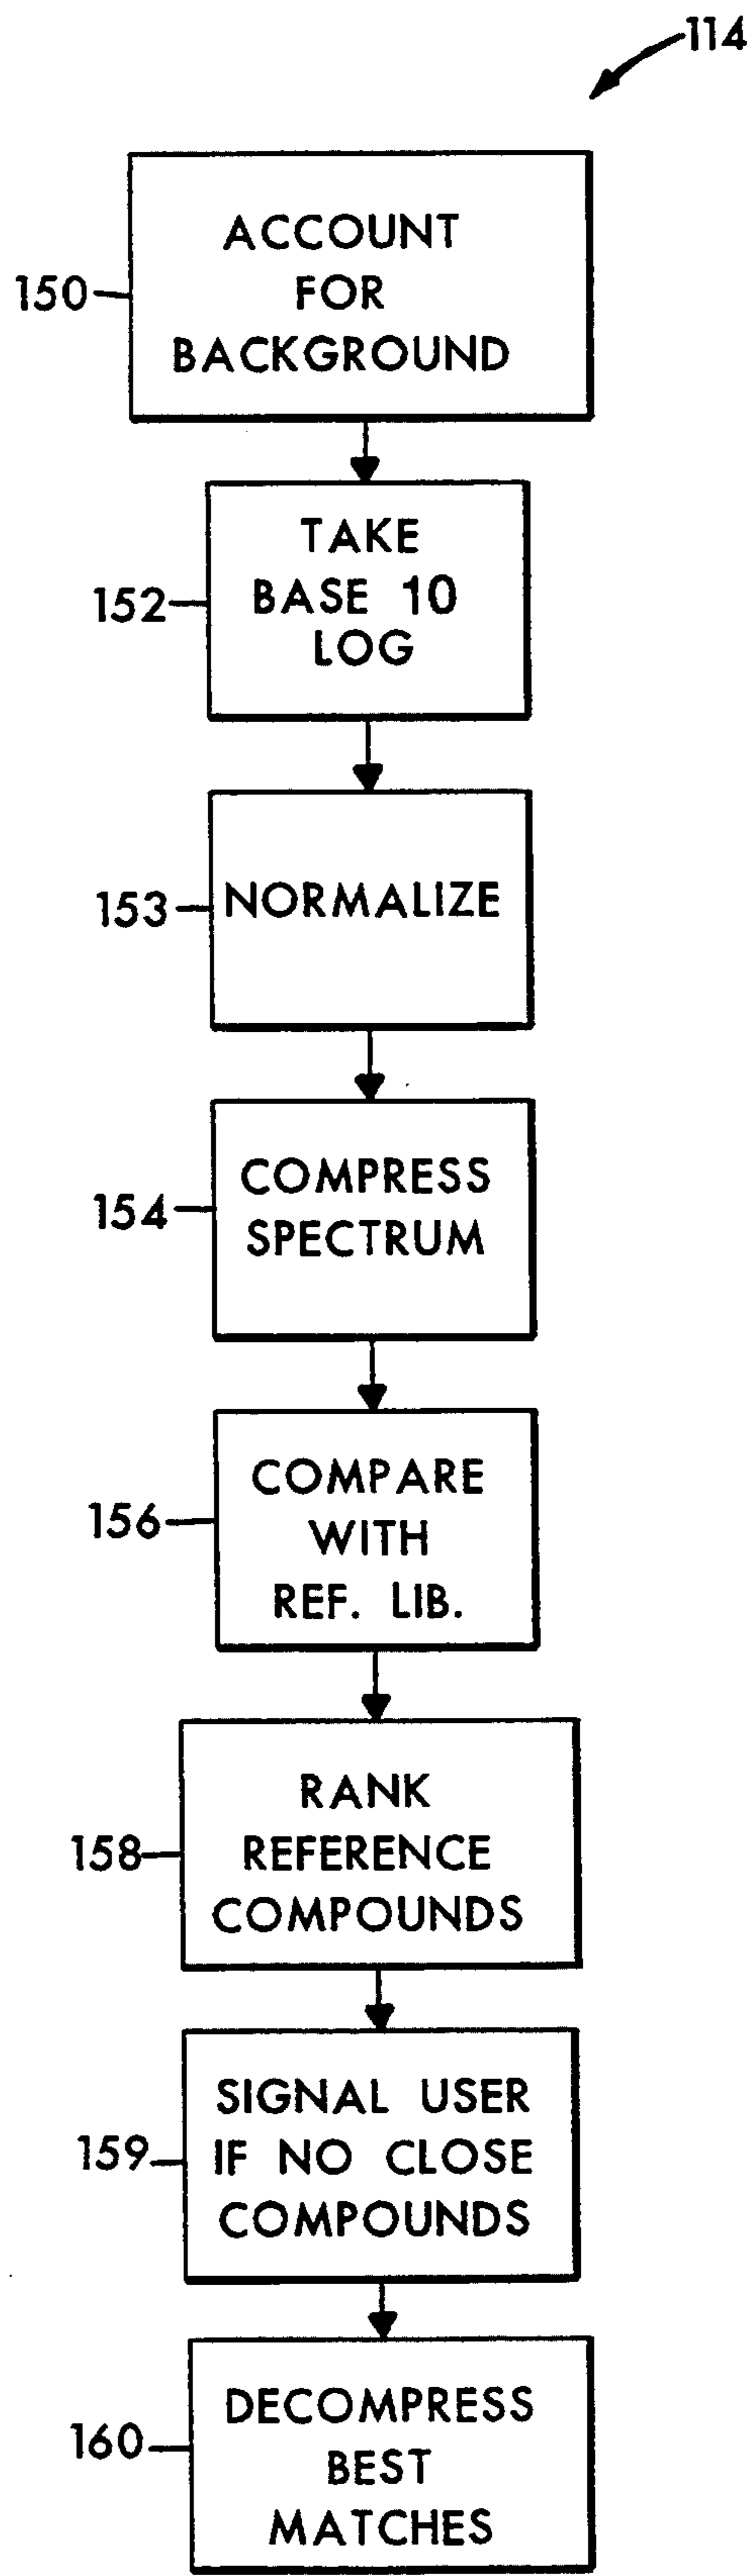 114
150
ACCOUNT
FOR
BACKGROUND
152
TAKE
BASE 10
LOG
153
NORMALIZE
154
COMPRESS
SPECTRUM
156
COMPARE
WITH
REF. LIB.
158
RANK
REFERENCE
COMPOUNDS
159
SIGNAL USER
IF NO CLOSE
COMPOUNDS
160
DECOMPRESS
BEST
MATCHES